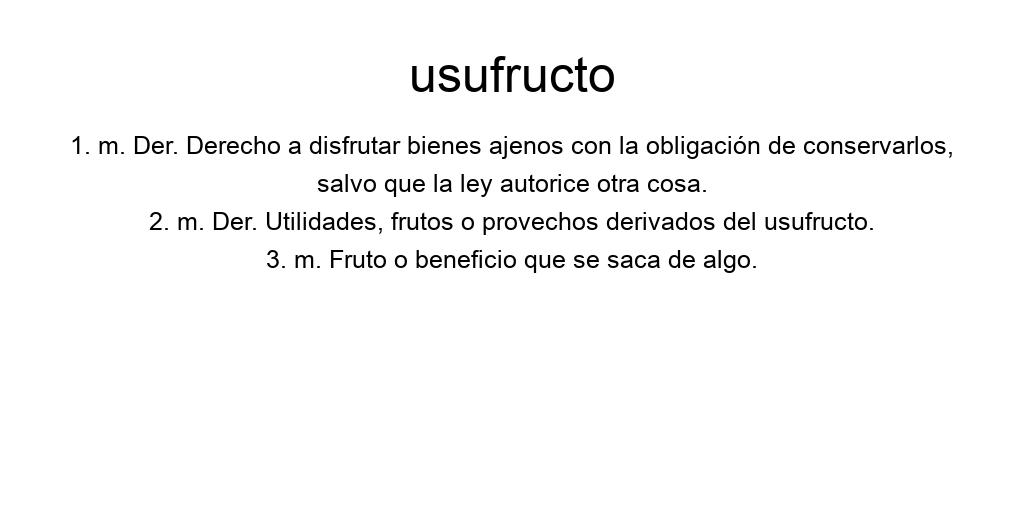 usufructo
1. m. Der. Derecho a disfrutar bienes ajenos con la obligación de conservarlos,
salvo que la ley autorice otra cosa.
2. m. Der. Utilidades, frutos o provechos derivados del usufructo.
3. m. Fruto o beneficio que se saca de algo.